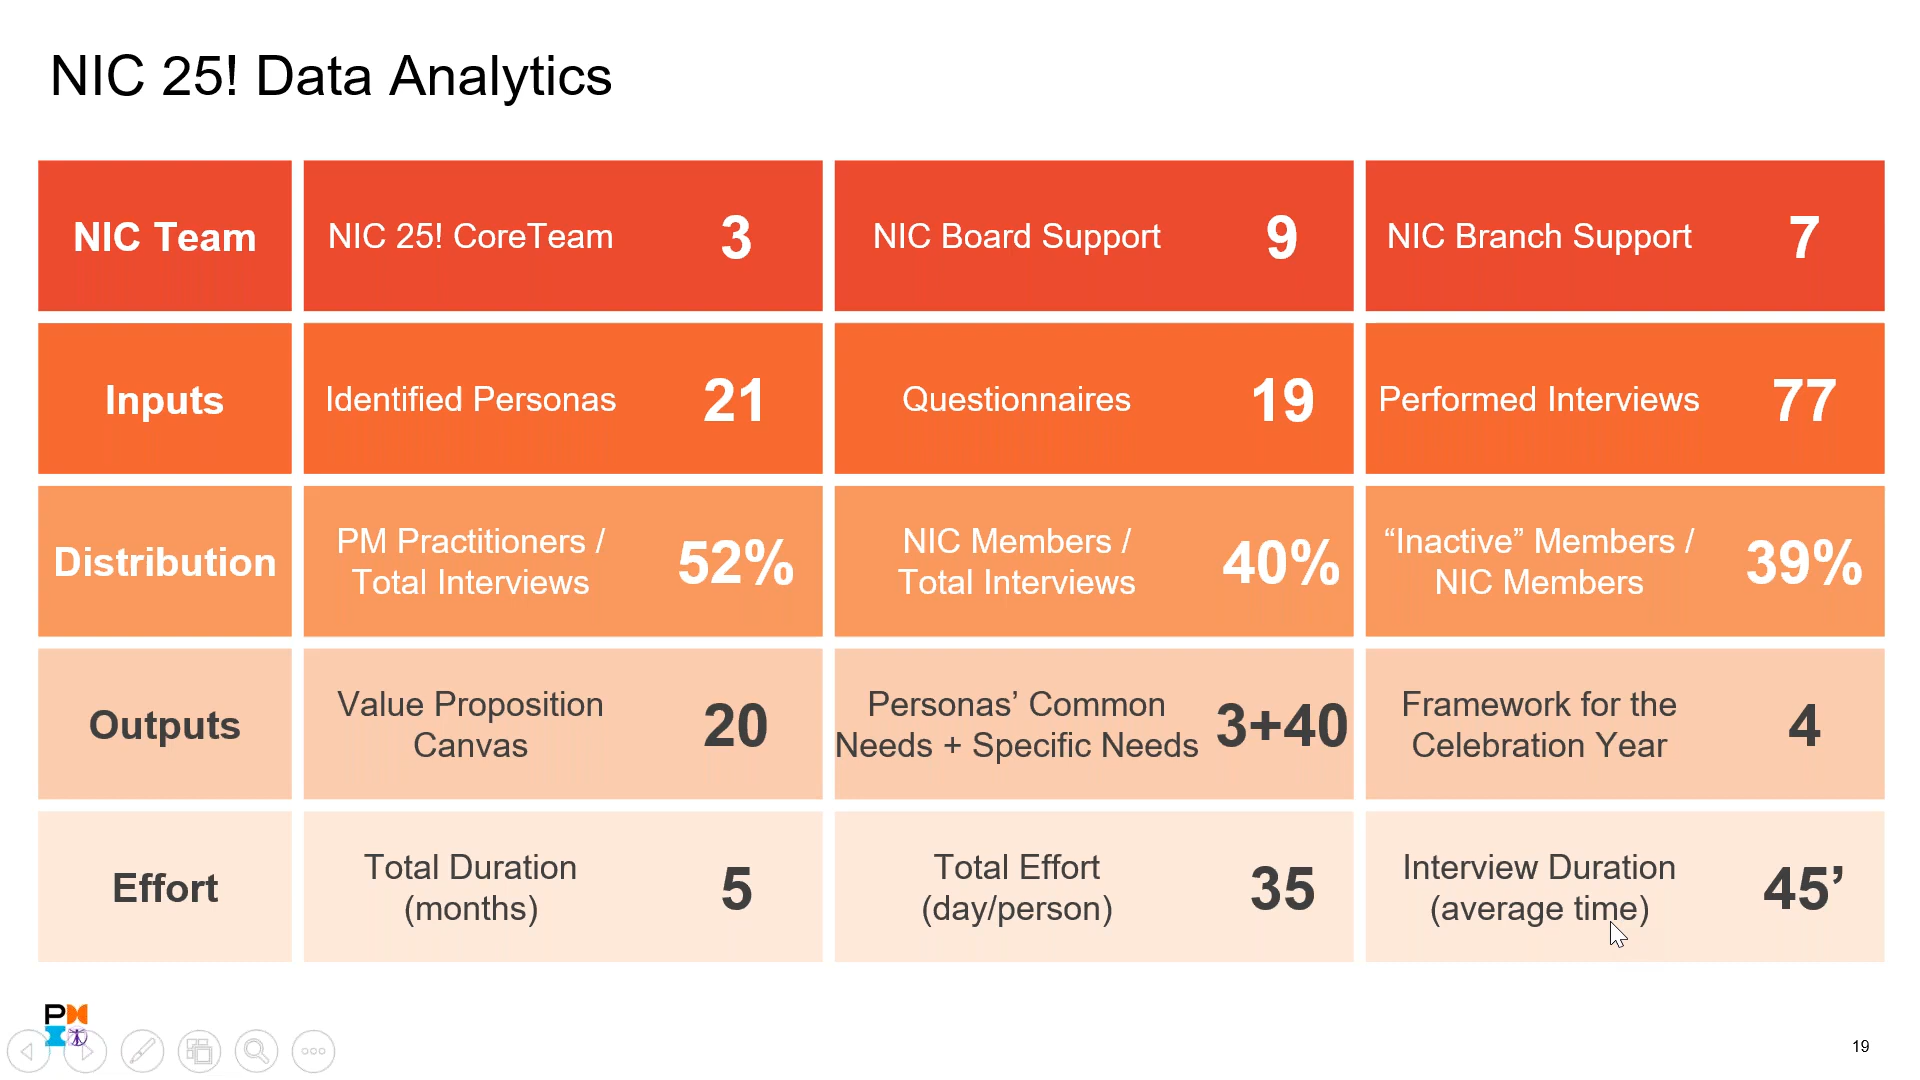 NIC 25! Data Analytics
NIC Team
NIC 25! CoreTeam
3
NIC Board Support
9
NIC Branch Support
7
Inputs
Identified Personas
21
Questionnaires
19
Performed Interviews
77
Distribution
PM Practitioners /
Total Interviews
52%
NIC Members /
Total Interviews
40%
“Inactive” Members /
NIC Members
39%
Outputs
Value Proposition
Canvas
20
Personas’ Common
Needs + Specific Needs
3+40
Framework for the
Celebration Year
4
Effort
Total Duration
(months)
5
Total Effort
(day/person)
35
Interview Duration
(average time)
45’
19